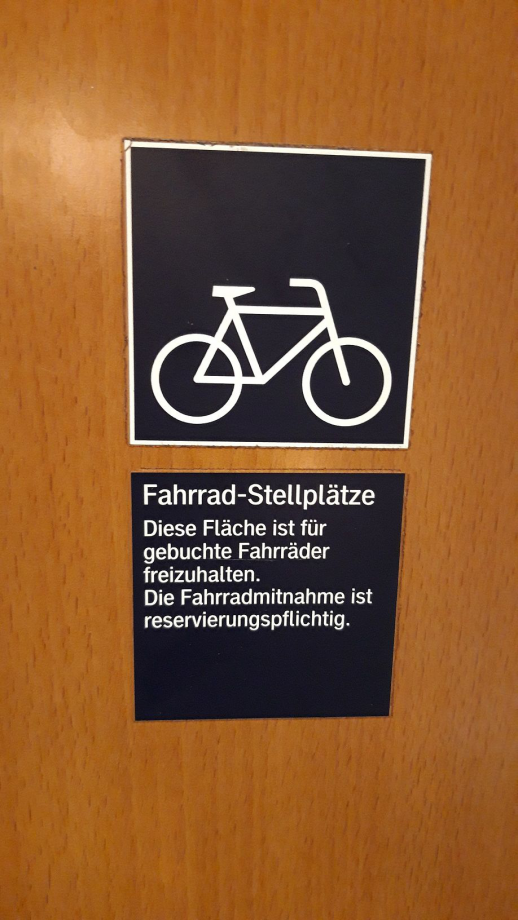 Fahrrad-Stellplätze
Diese Fläche ist für
gebuchte Fahrräder
freizuhalten.
Die Fahrradmitnahme ist
reservierungspflichtig.